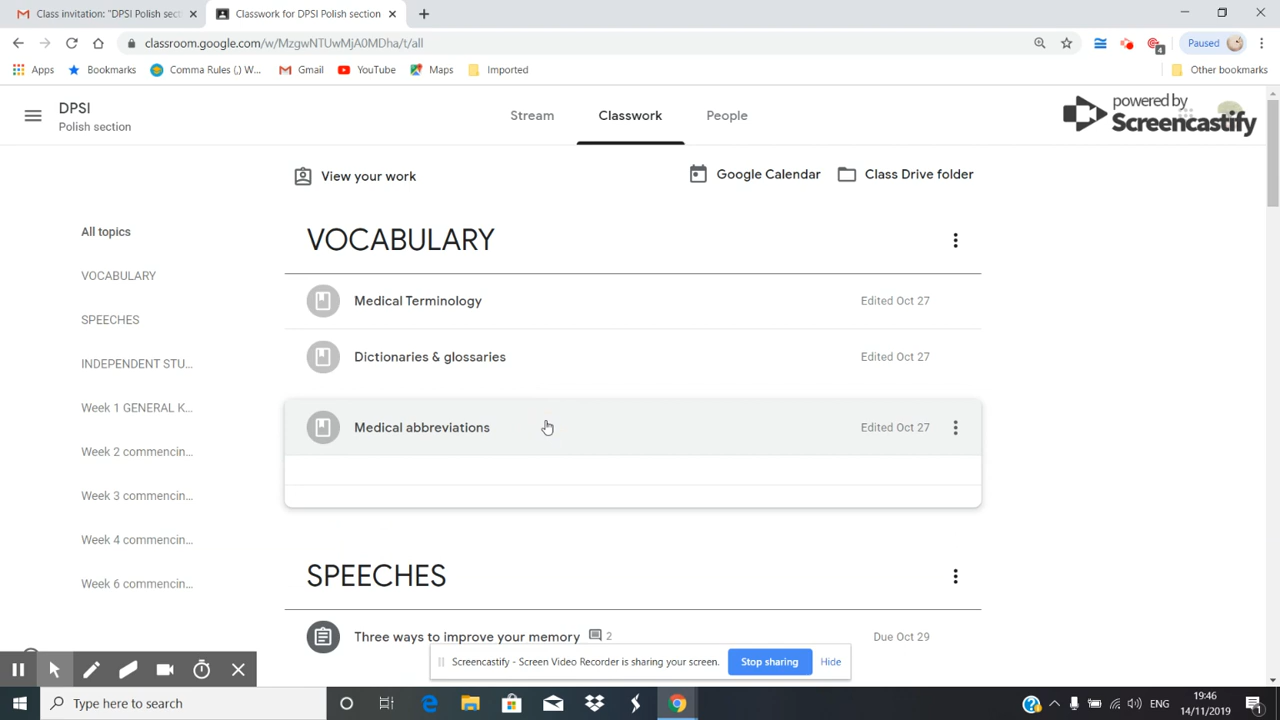 Class invitation: "DPSI Polish sect
Classwork for DPSI Polish section
classroom.google.com/w/MzgwNTUwMjA0MDha/t/all
4
Paused
Apps
Bookmarks
Comma Rules (,) W...
Gmail
YouTube
Maps
Imported
Other bookmarks
DPSI
Polish section
Stream
Classwork
People
powered by
Screencastify
View your work
Google Calendar
Class Drive folder
All topics
VOCABULARY
SPEECHES
INDEPENDENT STU...
Week 1 GENERAL K...
Week 2 commencin...
Week 3 commencin...
Week 4 commencin...
Week 6 commencin...
VOCABULARY
Medical Terminology
Edited Oct 27
Dictionaries & glossaries
Edited Oct 27
Medical abbreviations
Edited Oct 27
SPEECHES
Three ways to improve your memory
2
Due Oct 29
Screencastify - Screen Video Recorder is sharing your screen.
Stop sharing
Hide
Type here to search
ENG
19:46
14/11/2019
1